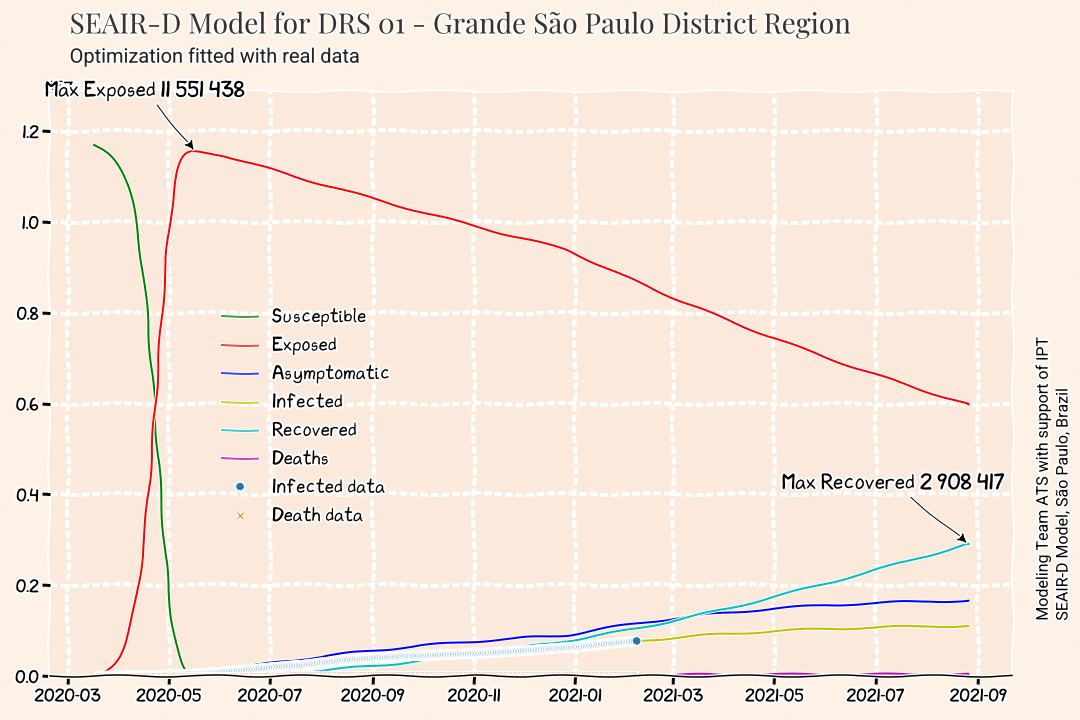 SEAIR-D Model for DRS 01 - Grande São Paulo District Region
Optimization fitted with real data
Max Exposed 11 551 438
1.2
1.0
0.8
0.6
0.4
0.2
0.0
Susceptible
Exposed
Asymptomatic
Infected
Recovered
Deaths
Infected data
Death data
Max Recovered 2 908 417
2020-03 2020-05 2020-07 2020-09 2020-11 2021-01 2021-03 2021-05 2021-07 2021-09
Modeling Team ATS with support of IPT
SEAIR-D Model, São Paulo, Brazil